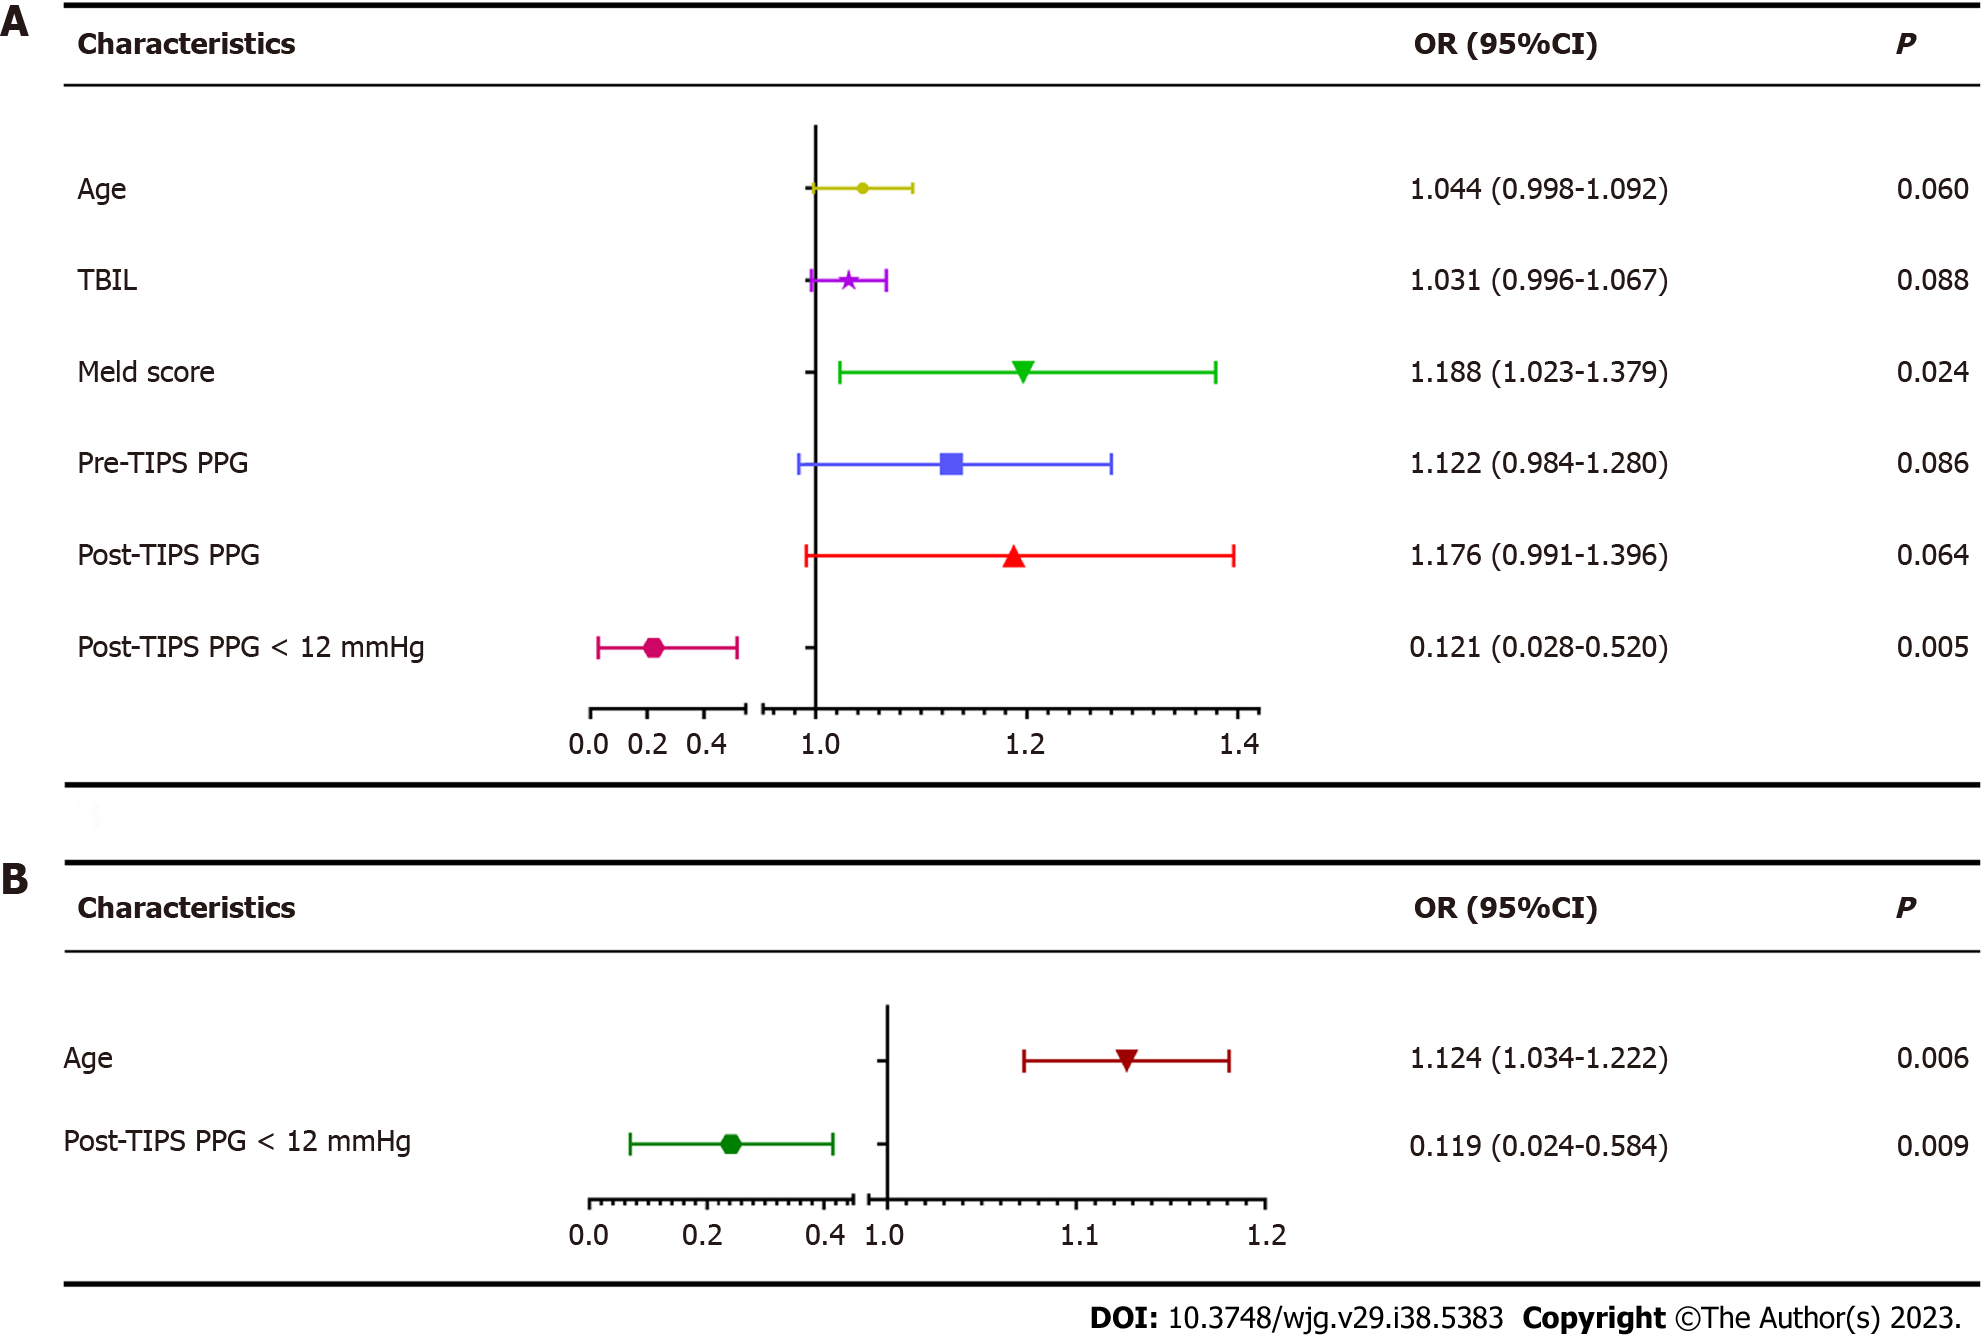 A
Characteristics OR (95%CI) P
Age 1.044 (0.998-1.092) 0.060
TBIL 1.031 (0.996-1.067) 0.088
Meld score 1.188 (1.023-1.379) 0.024
Pre-TIPS PPG 1.122 (0.984-1.280) 0.086
Post-TIPS PPG 1.176 (0.991-1.396) 0.064
Post-TIPS PPG < 12 mmHg 0.121 (0.028-0.520) 0.005
0.0 0.2 0.4 1.0 1.2 1.4
B
Characteristics OR (95%CI) P
Age 1.124 (1.034-1.222) 0.006
Post-TIPS PPG < 12 mmHg 0.119 (0.024-0.584) 0.009
0.0 0.2 0.4 1.0 1.1 1.2
DOI: 10.3748/wjg.v29.i38.5383 Copyright ©The Author(s) 2023.